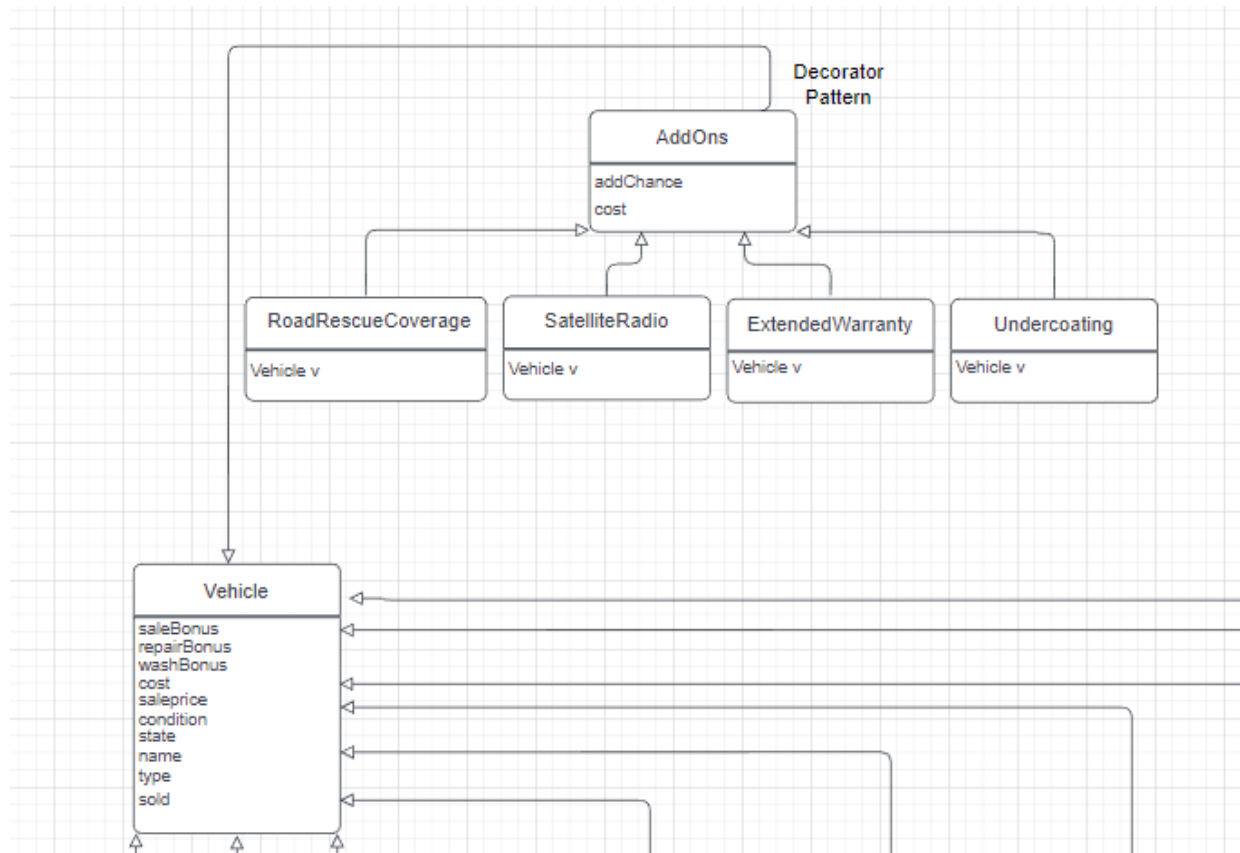 Decorator
Pattern
AddOns
addChance
cost
RoadRescueCoverage
Vehicle v
SatelliteRadio
Vehicle v
ExtendedWarranty
Vehicle v
Undercoating
Vehicle v
Vehicle
saleBonus
repairBonus
washBonus
cost
saleprice
condition
state
name
type
sold